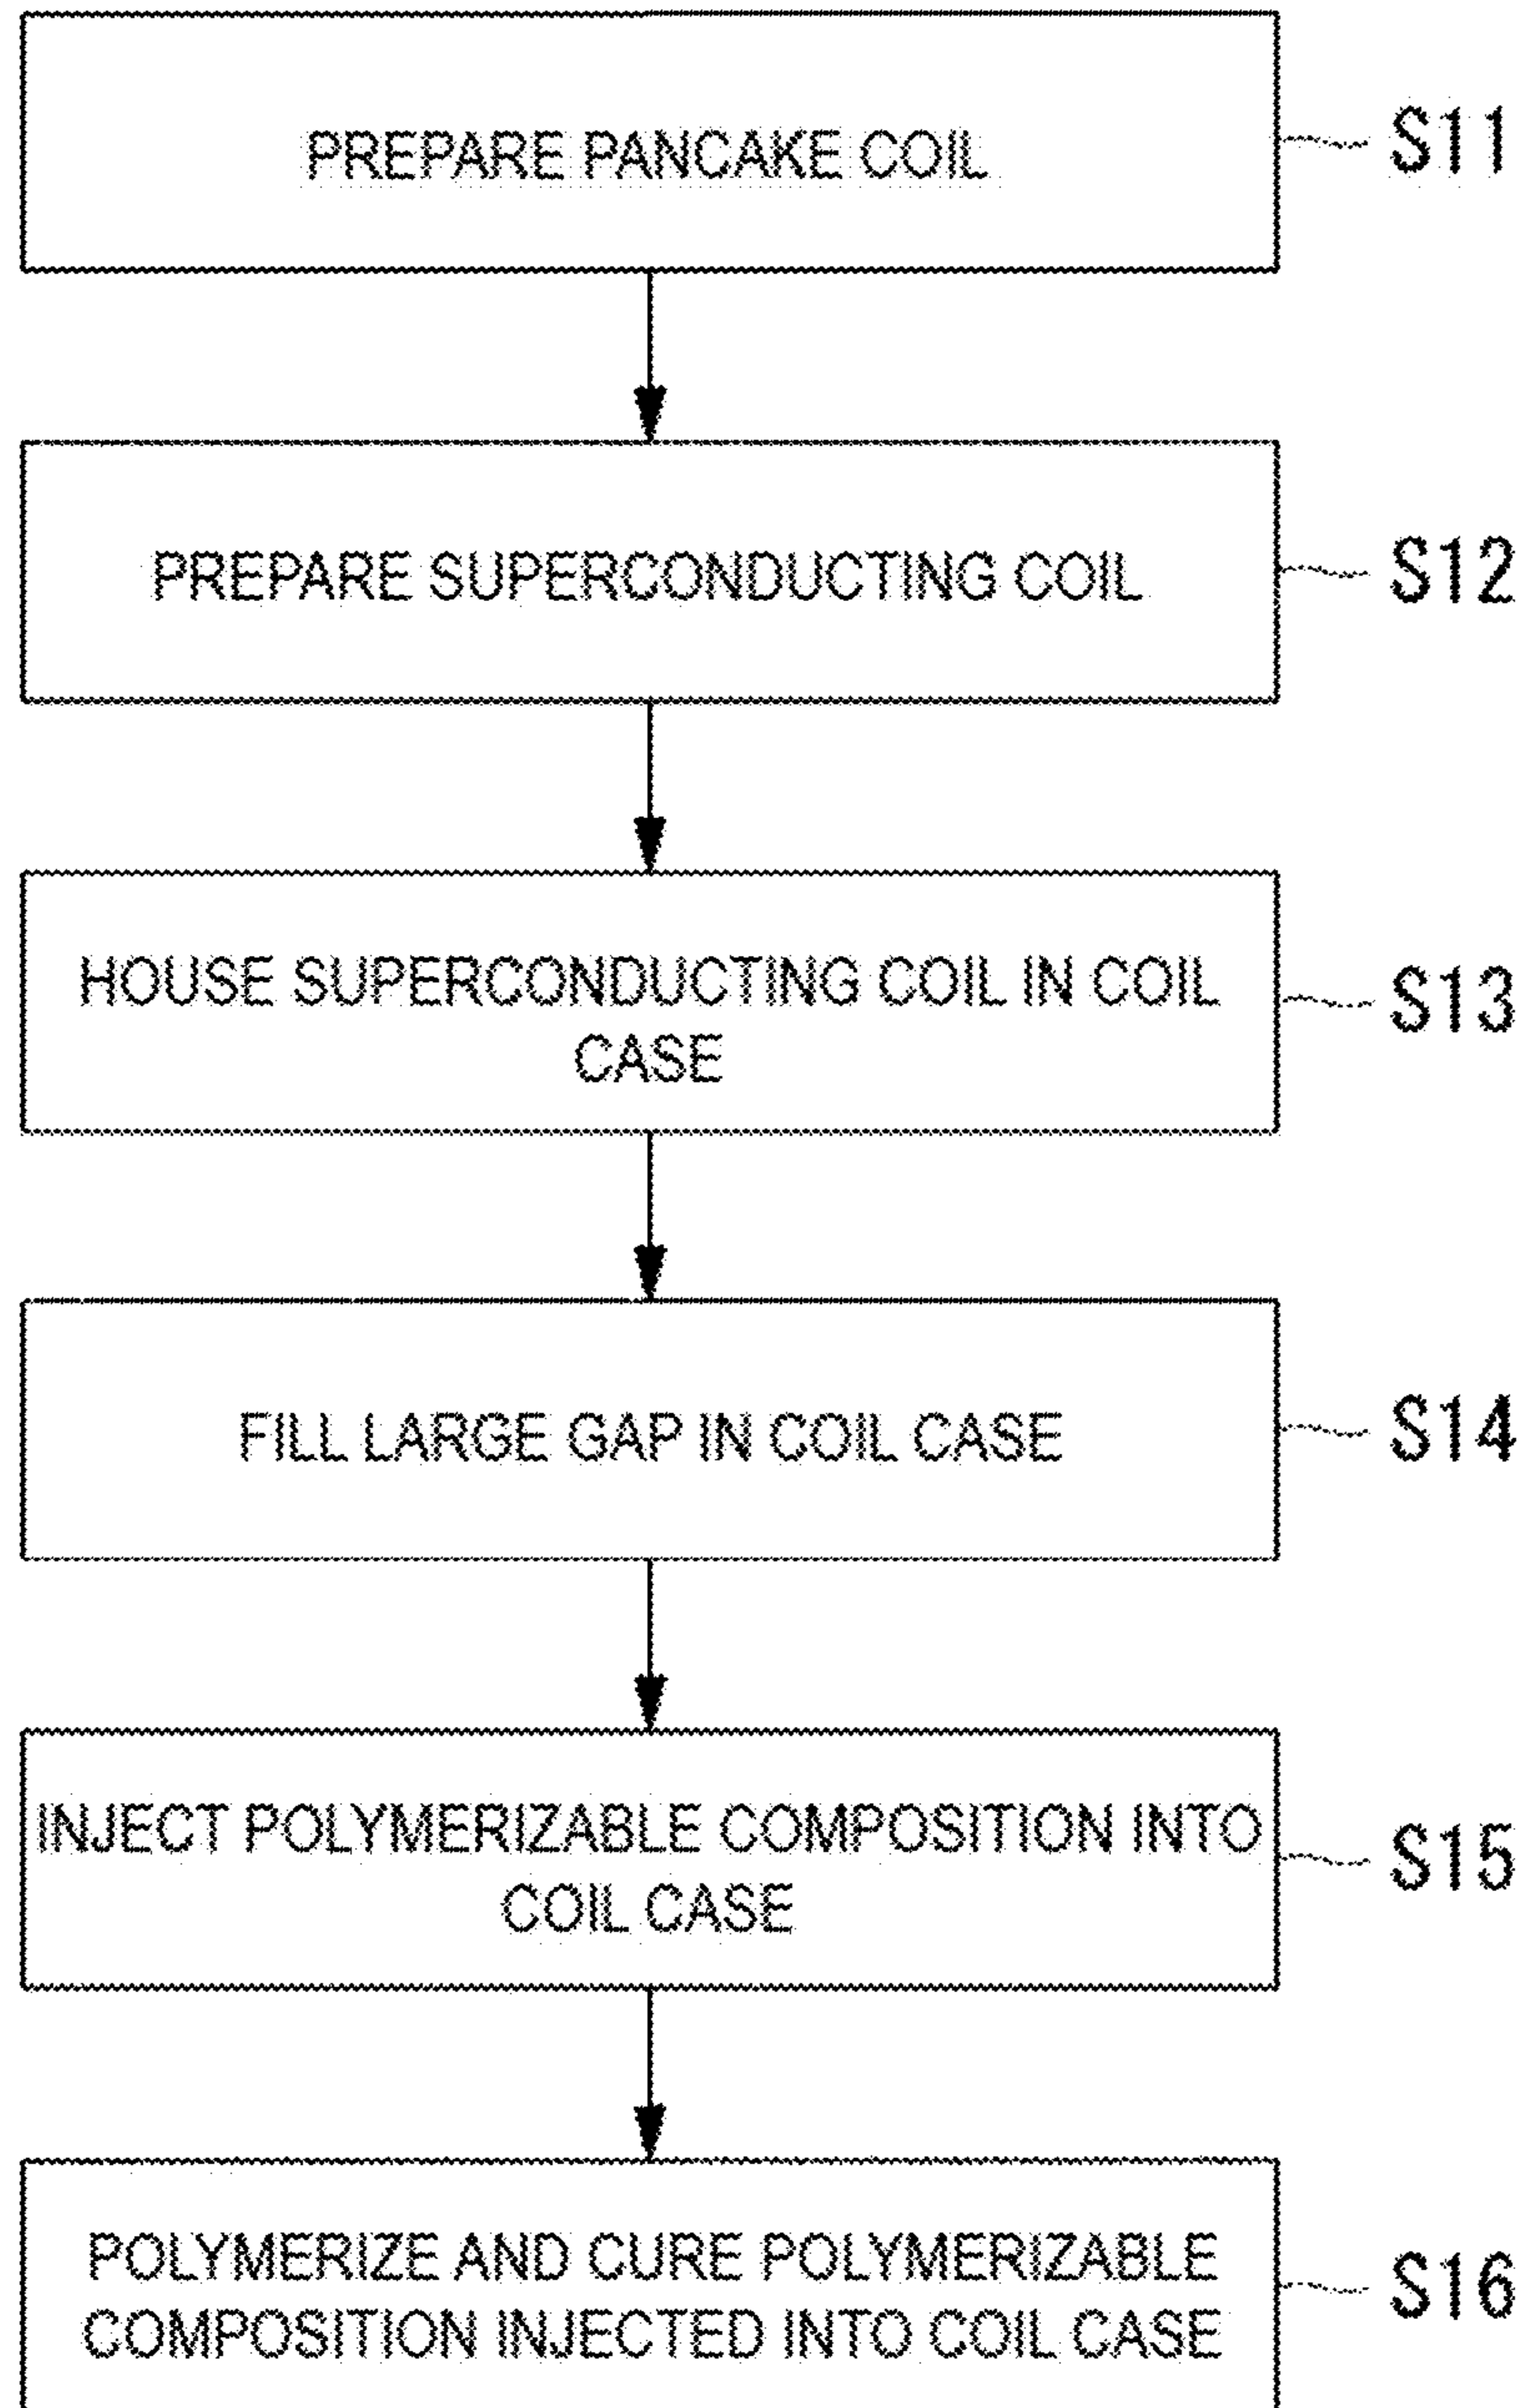 PREPARE PANCAKE COIL
S11
PREPARE SUPERCONDUCTING COIL
S12
HOUSE SUPERCONDUCTING COIL IN COIL
CASE
S13
FILL LARGE GAP IN COIL CASE
S14
INJECT POLYMERIZABLE COMPOSITION INTO
COIL CASE
S15
POLYMERIZE AND CURE POLYMERIZABLE
COMPOSITION INJECTED INTO COIL CASE
S16